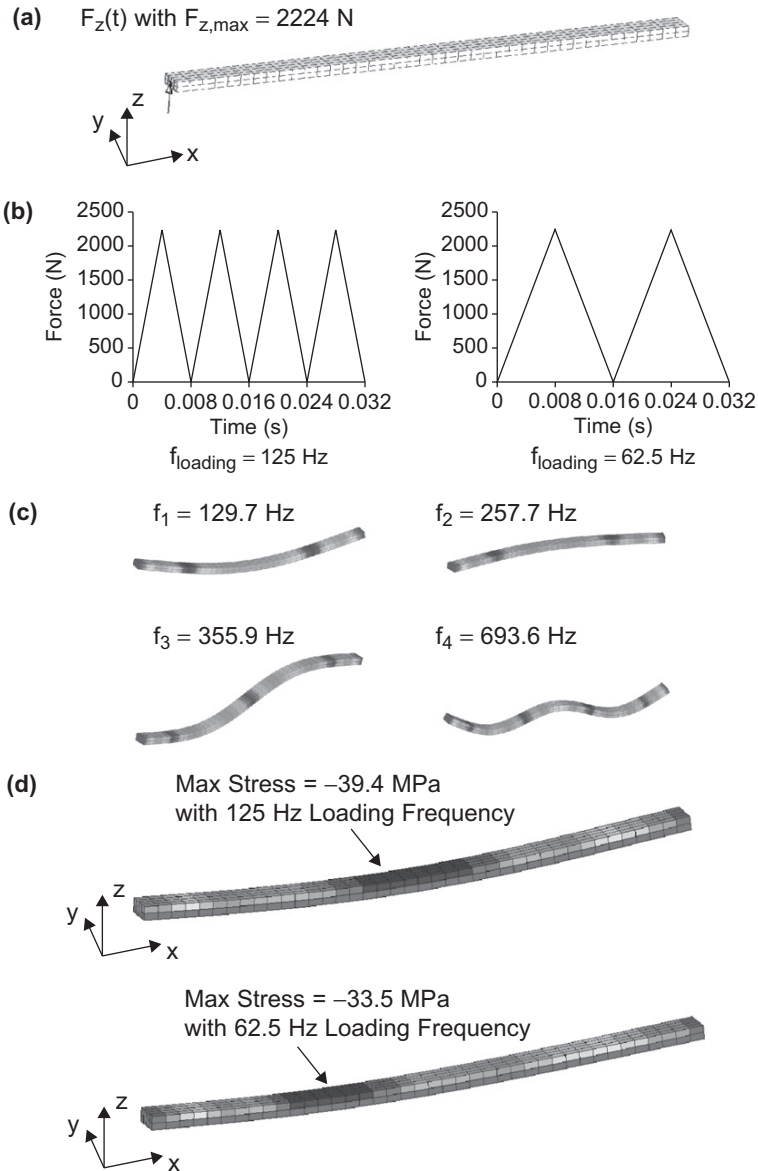 (a) F_z(t) with F_z,max = 2224 N
z
y
x
(b)
2500
2000
1500
1000
500
0
Force (N)
0 0.008 0.016 0.024 0.032
Time (s)
f_loading = 125 Hz
2500
2000
1500
1000
500
0
Force (N)
0 0.008 0.016 0.024 0.032
Time (s)
f_loading = 62.5 Hz
(c)
f_1 = 129.7 Hz
f_2 = 257.7 Hz
f_3 = 355.9 Hz
f_4 = 693.6 Hz
(d)
Max Stress = −39.4 MPa
with 125 Hz Loading Frequency
z
y
x
Max Stress = −33.5 MPa
with 62.5 Hz Loading Frequency
z
y
x